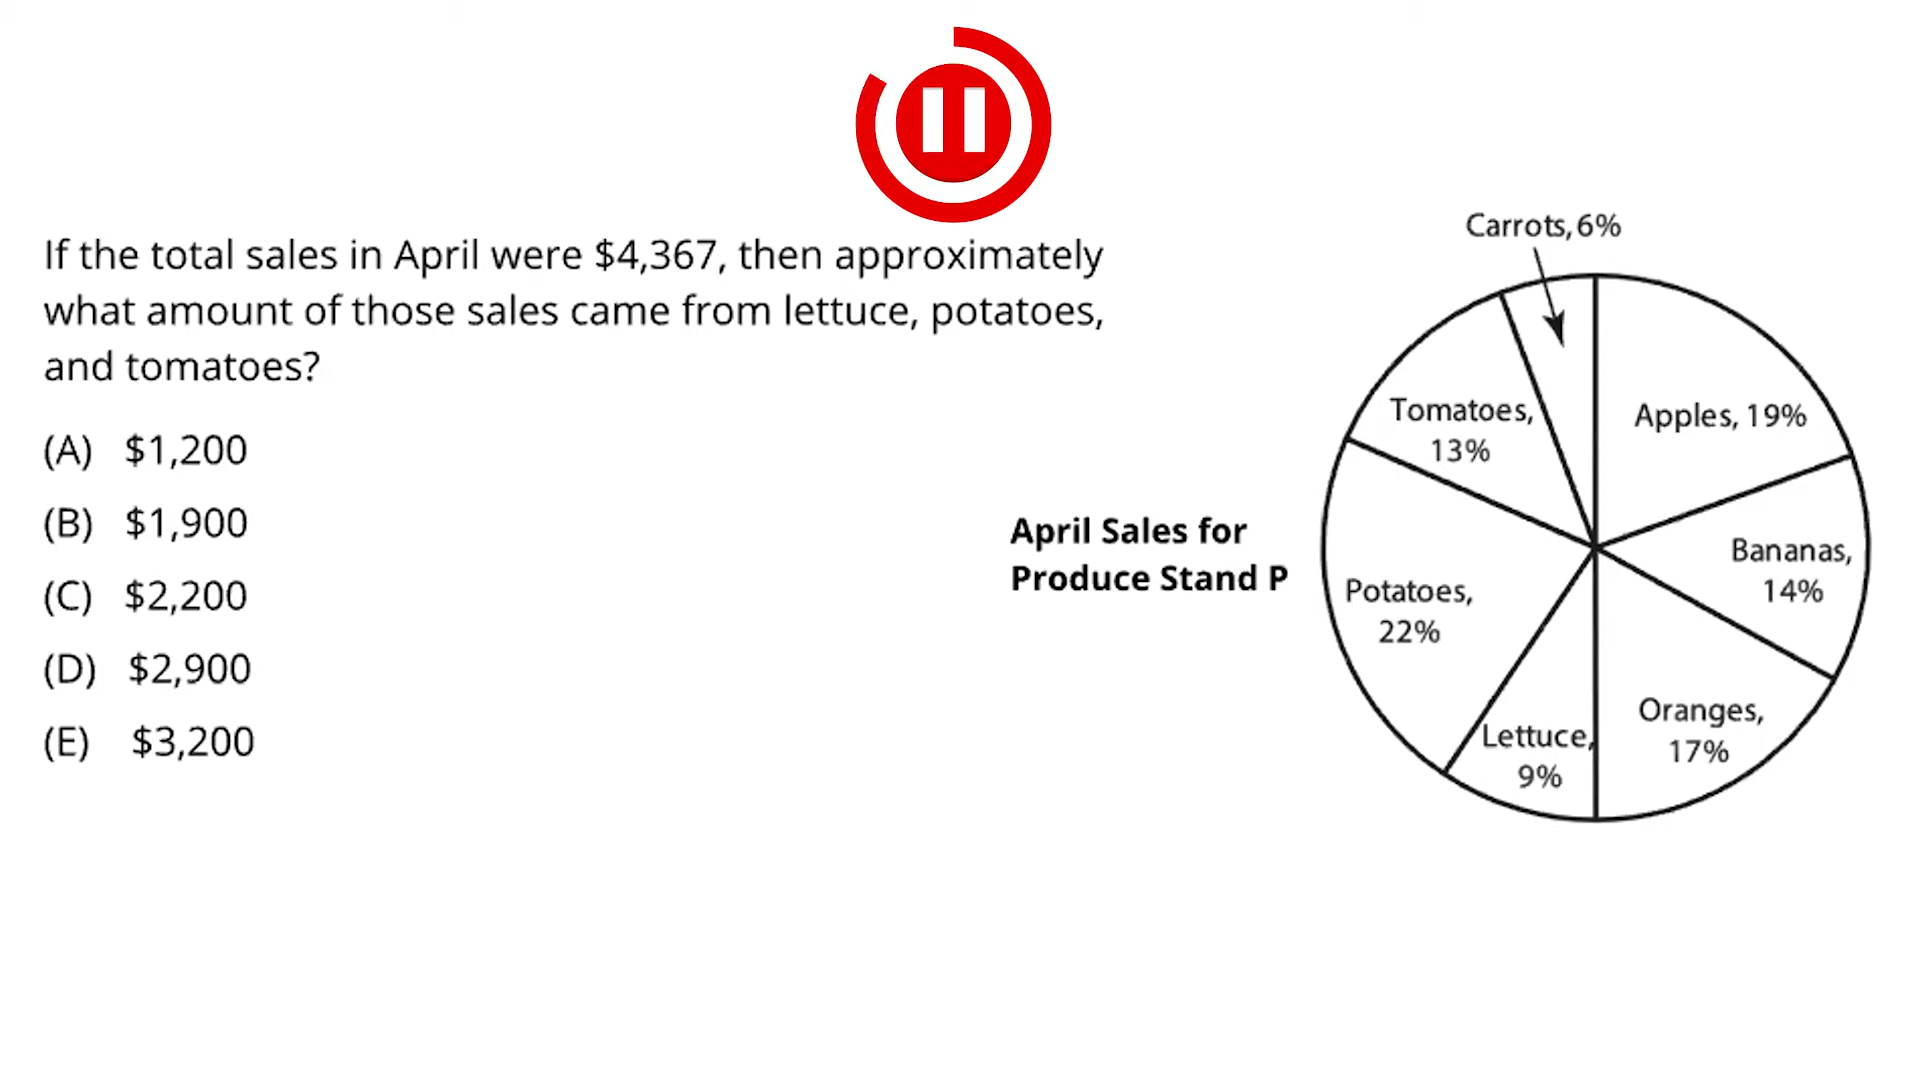 If the total sales in April were $4,367, then approximately
what amount of those sales came from lettuce, potatoes,
and tomatoes?
(A) $1,200
(B) $1,900
(C) $2,200
(D) $2,900
(E) $3,200
April Sales for
Produce Stand P
Carrots, 6%
Tomatoes,
13%
Apples, 19%
Bananas,
14%
Potatoes,
22%
Oranges,
17%
Lettuce,
9%